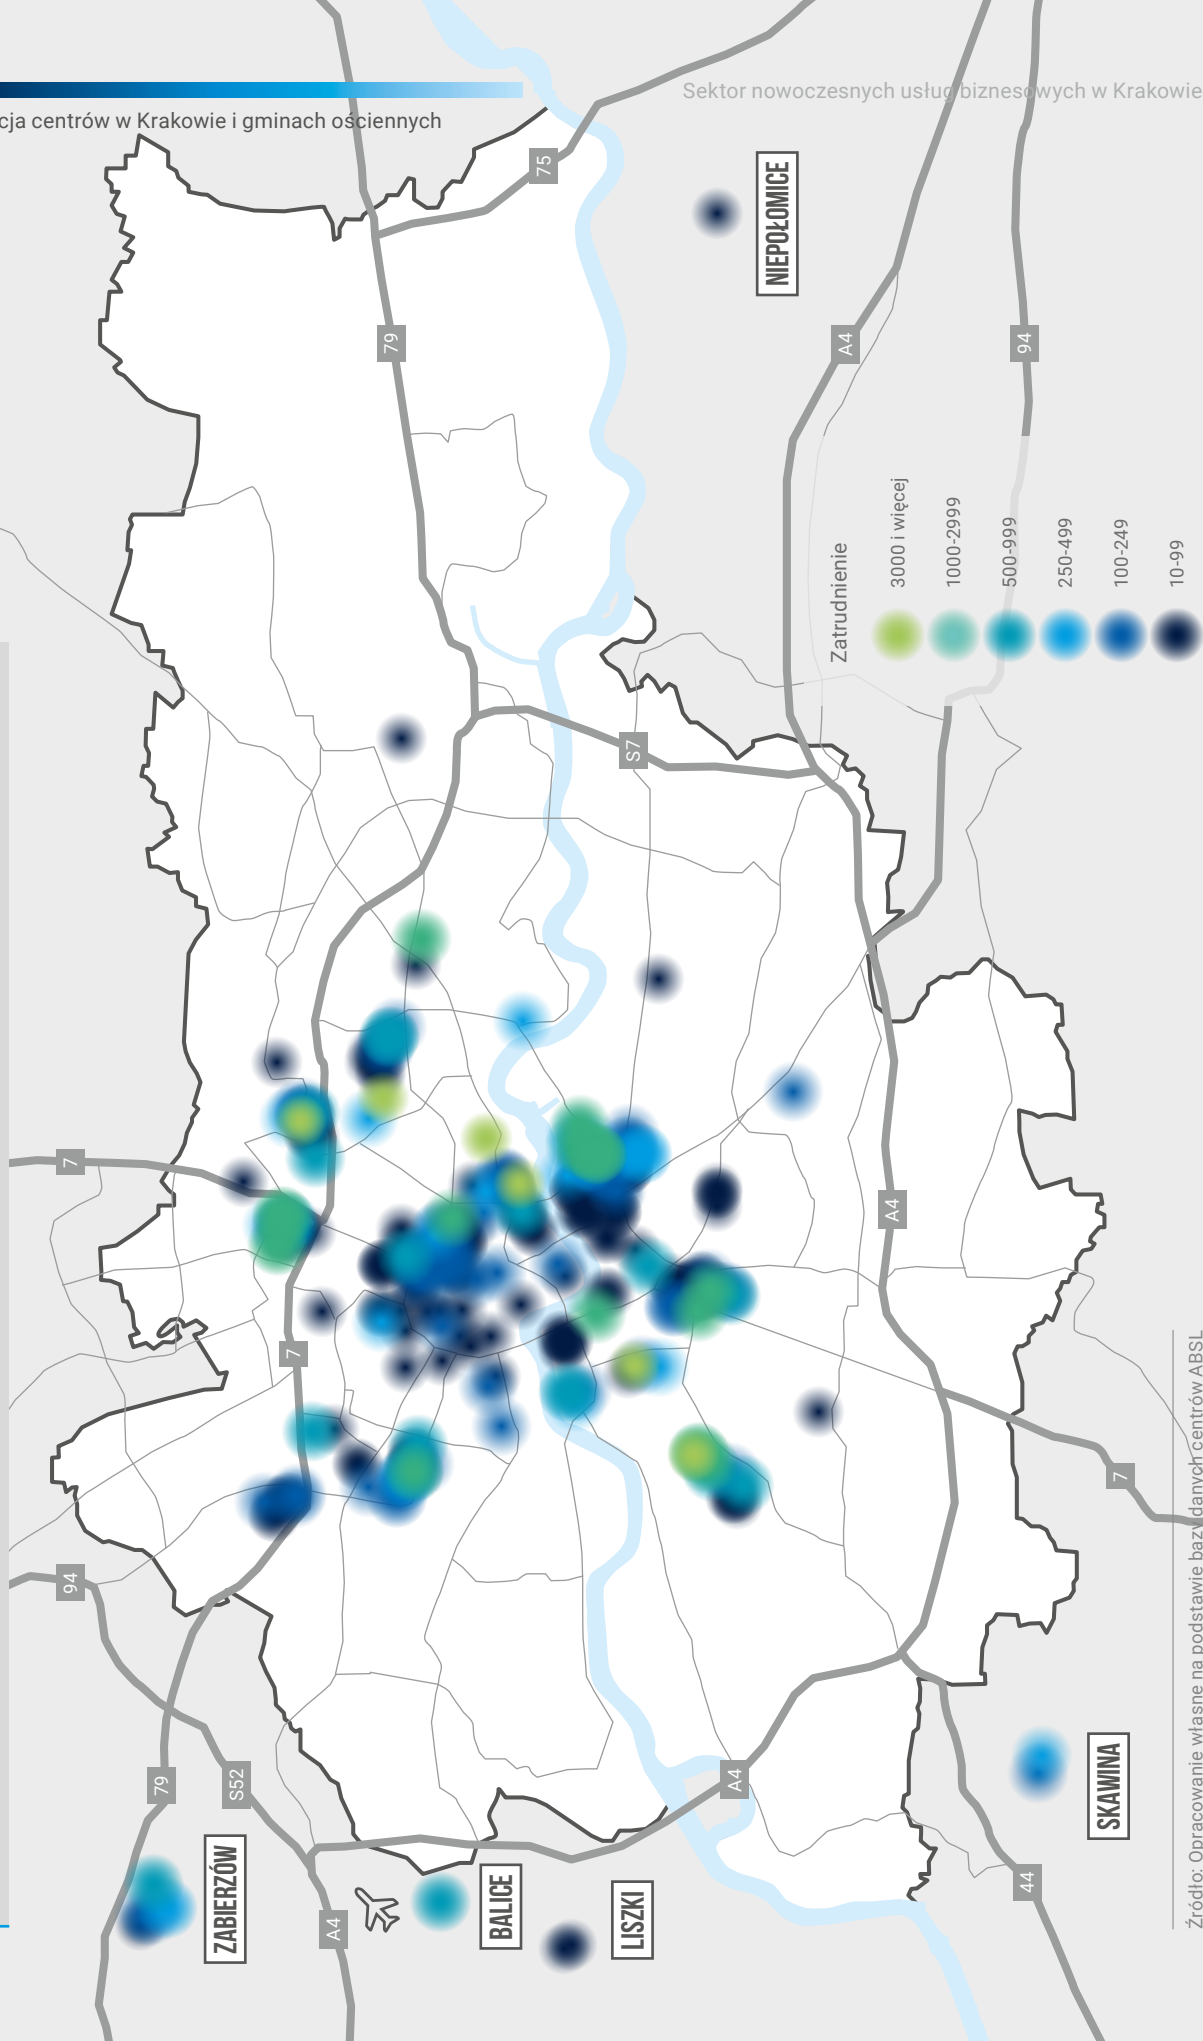 cja centrów w Krakowie i gminach ościennych
Sektor nowoczesnych usług biznesowych w Krakowie
75
79
A4
94
NIEPOŁOMICE
Zatrudnienie
3000 i więcej
1000-2999
500-999
250-499
100-249
10-99
S7
7
A4
7
7
94
79
S52
A4
A4
44
ZABIERZÓW
BALICE
LISZKI
SKAWINA
Źródło: Opracowanie własne na podstawie bazy danych centrów ABSL